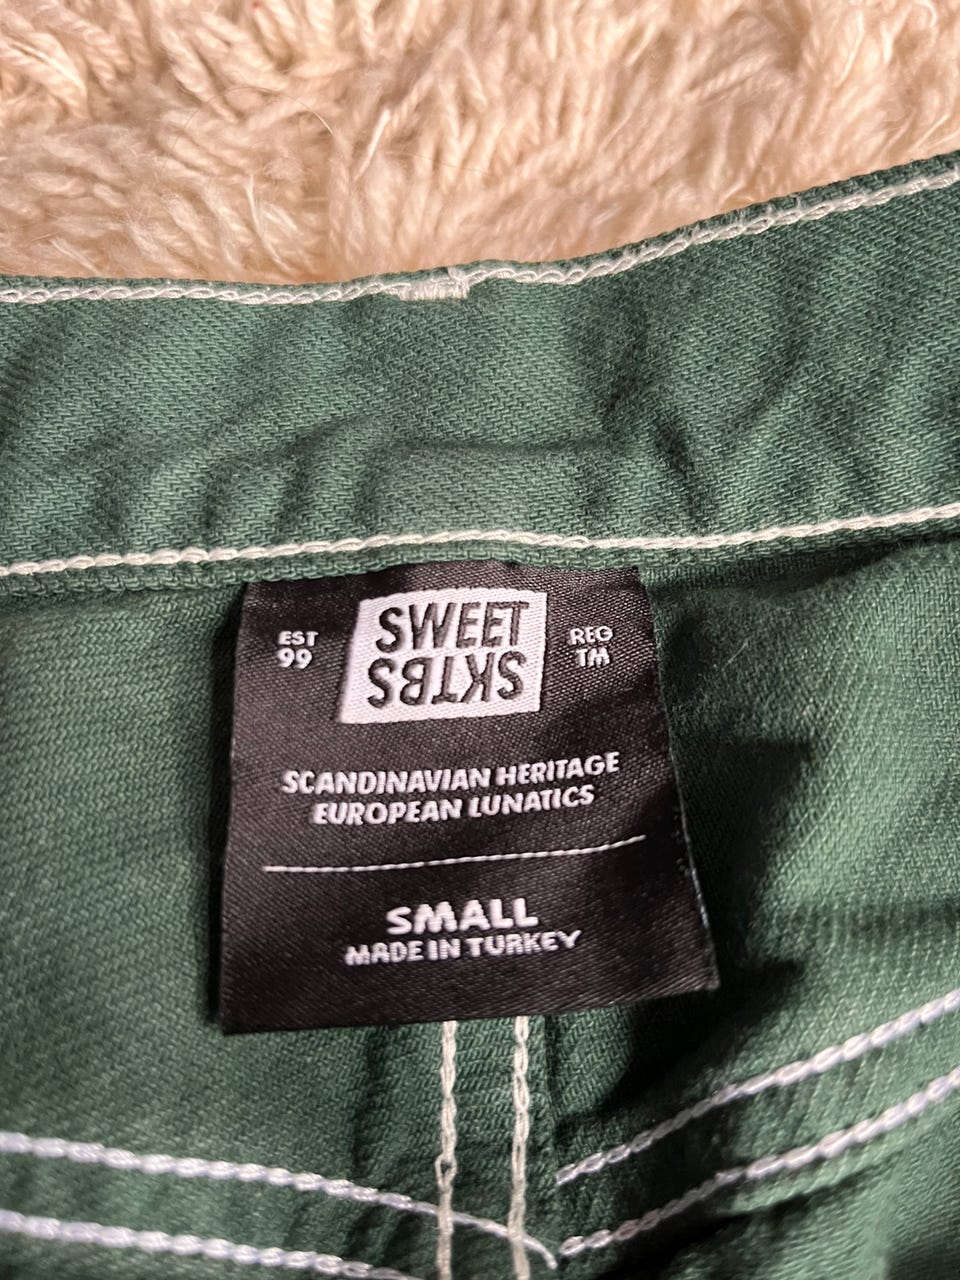 EST
99
SWEET
SKTBS
REG
TM
SCANDINAVIAN HERITAGE
EUROPEAN LUNATICS
SMALL
MADE IN TURKEY